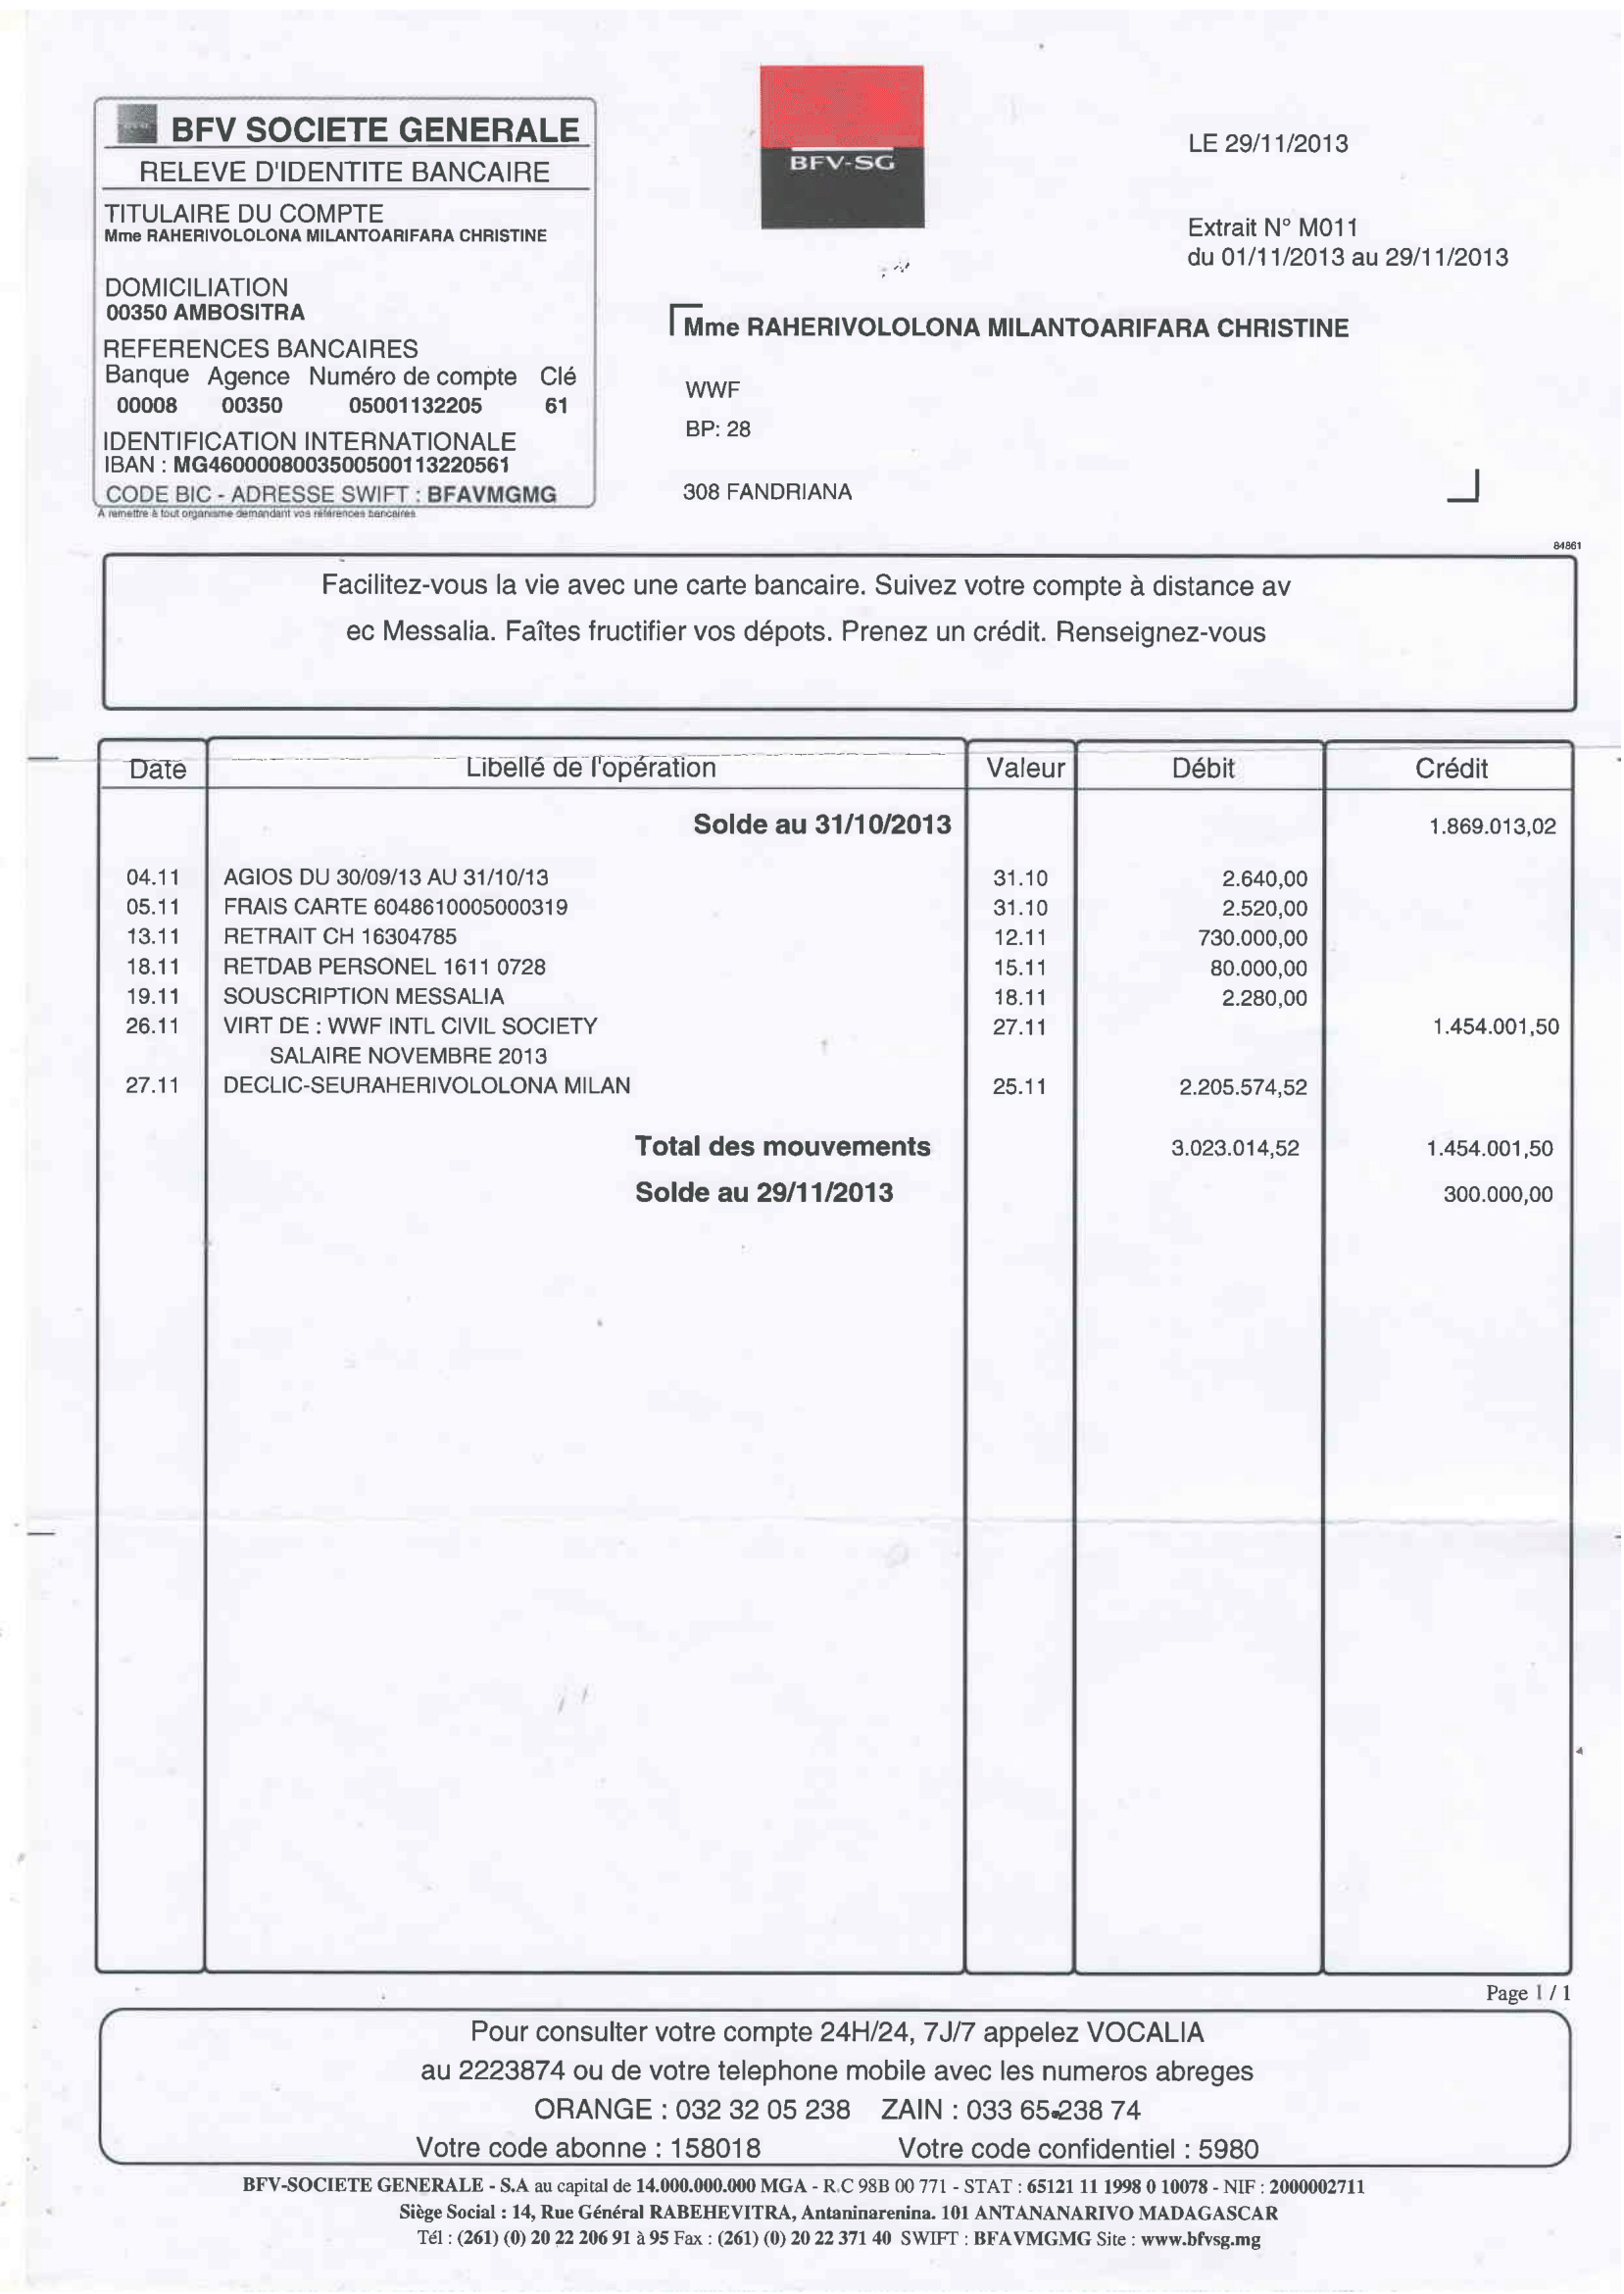 BFV SOCIETE GENERALE
RELEVE D'IDENTITE BANCAIRE
TITULAIRE DU COMPTE
Mme RAHERIVOLOLONA MILANTOARIFARA CHRISTINE
DOMICILIATION
00350 AMBOSITRA
REFERENCES BANCAIRES
Banque Agence Numéro de compte Clé
00008 00350 05001132205 61
IDENTIFICATION INTERNATIONALE
IBAN : MG4600008003500500113220561
CODE BIC - ADRESSE SWIFT : BFAVMGMG
A remettre à tout organisme demandant vos références bancaires
BFV-SG
LE 29/11/2013
Extrait N° M011
du 01/11/2013 au 29/11/2013
Mme RAHERIVOLOLONA MILANTOARIFARA CHRISTINE
WWF
BP: 28
308 FANDRIANA
84861
Facilitez-vous la vie avec une carte bancaire. Suivez votre compte à distance av
ec Messalia. Faîtes fructifier vos dépots. Prenez un crédit. Renseignez-vous
Date Libellé de l'opération Valeur Débit Crédit
Solde au 31/10/2013 1.869.013,02
04.11 AGIOS DU 30/09/13 AU 31/10/13 31.10 2.640,00
05.11 FRAIS CARTE 6048610005000319 31.10 2.520,00
13.11 RETRAIT CH 16304785 12.11 730.000,00
18.11 RETDAB PERSONEL 1611 0728 15.11 80.000,00
19.11 SOUSCRIPTION MESSALIA 18.11 2.280,00
26.11 VIRT DE : WWF INTL CIVIL SOCIETY 27.11 1.454.001,50
SALAIRE NOVEMBRE 2013
27.11 DECLIC-SEURAHERIVOLOLONA MILAN 25.11 2.205.574,52
Total des mouvements 3.023.014,52 1.454.001,50
Solde au 29/11/2013 300.000,00
Page 1 / 1
Pour consulter votre compte 24H/24, 7J/7 appelez VOCALIA
au 2223874 ou de votre telephone mobile avec les numeros abreges
ORANGE : 032 32 05 238 ZAIN : 033 65 238 74
Votre code abonne : 158018 Votre code confidentiel : 5980
BFV-SOCIETE GENERALE - S.A au capital de 14.000.000.000 MGA - R.C 98B 00 771 - STAT : 65121 11 1998 0 10078 - NIF : 2000002711
Siège Social : 14, Rue Général RABEHEVITRA, Antaninarenina. 101 ANTANANARIVO MADAGASCAR
Tél : (261) (0) 20 22 206 91 à 95 Fax : (261) (0) 20 22 371 40 SWIFT : BFAVMGMG Site : www.bfvsg.mg